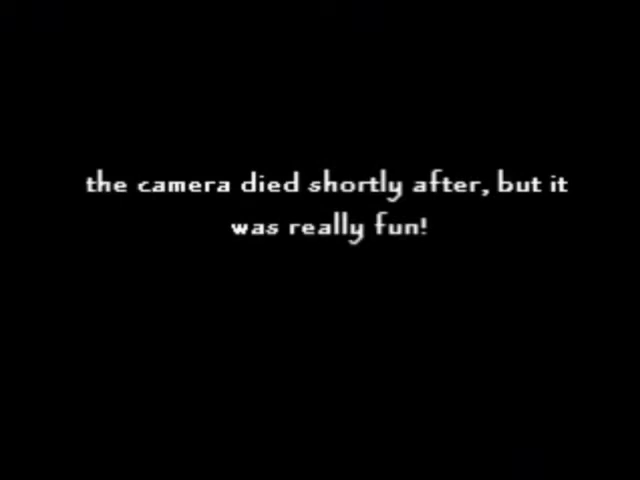 the camera died shortly after, but it
was really fun!